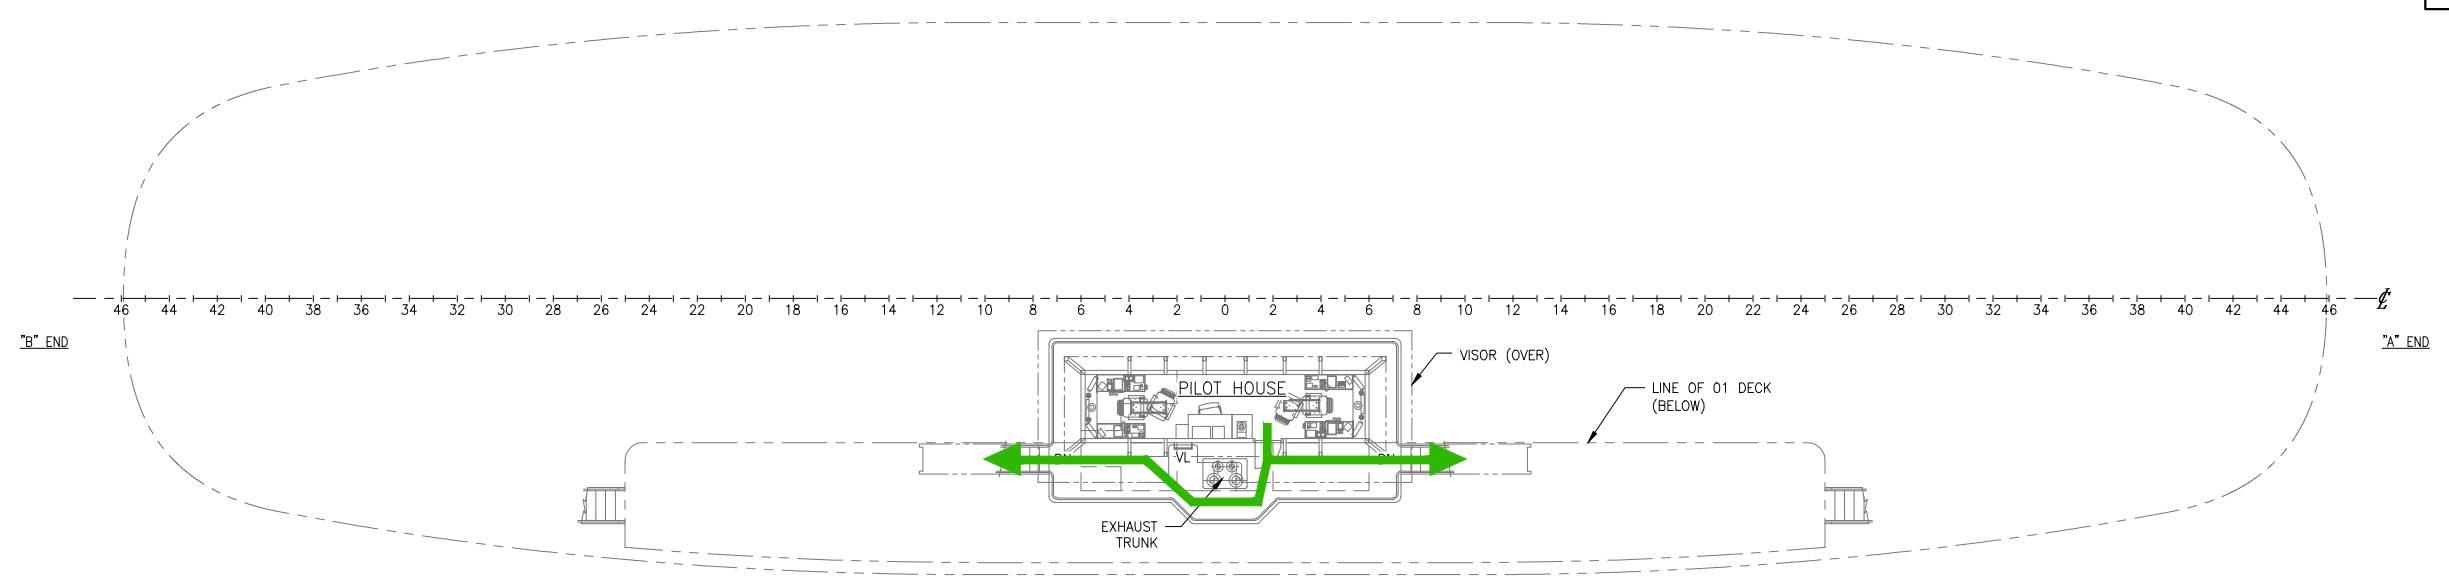 46 44 42 40 38 36 34 32 30 28 26 24 22 20 18 16 14 12 10 8 6 4 2 0 2 4 6 8 10 12 14 16 18 20 22 24 26 28 30 32 34 36 38 40 42 44 46 ℄
"B" END
"A" END
VISOR (OVER)
PILOT HOUSE
LINE OF 01 DECK
(BELOW)
DN
VL
DN
EXHAUST
TRUNK